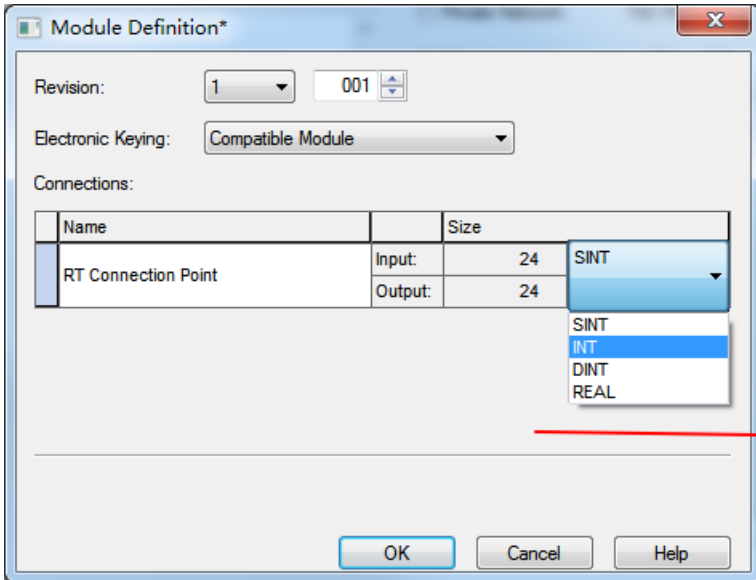 Module Definition*
Revision: 1 001
Electronic Keying: Compatible Module
Connections:
Name Size
RT Connection Point
Input: 24 SINT
Output: 24
SINT
INT
DINT
REAL
OK Cancel Help